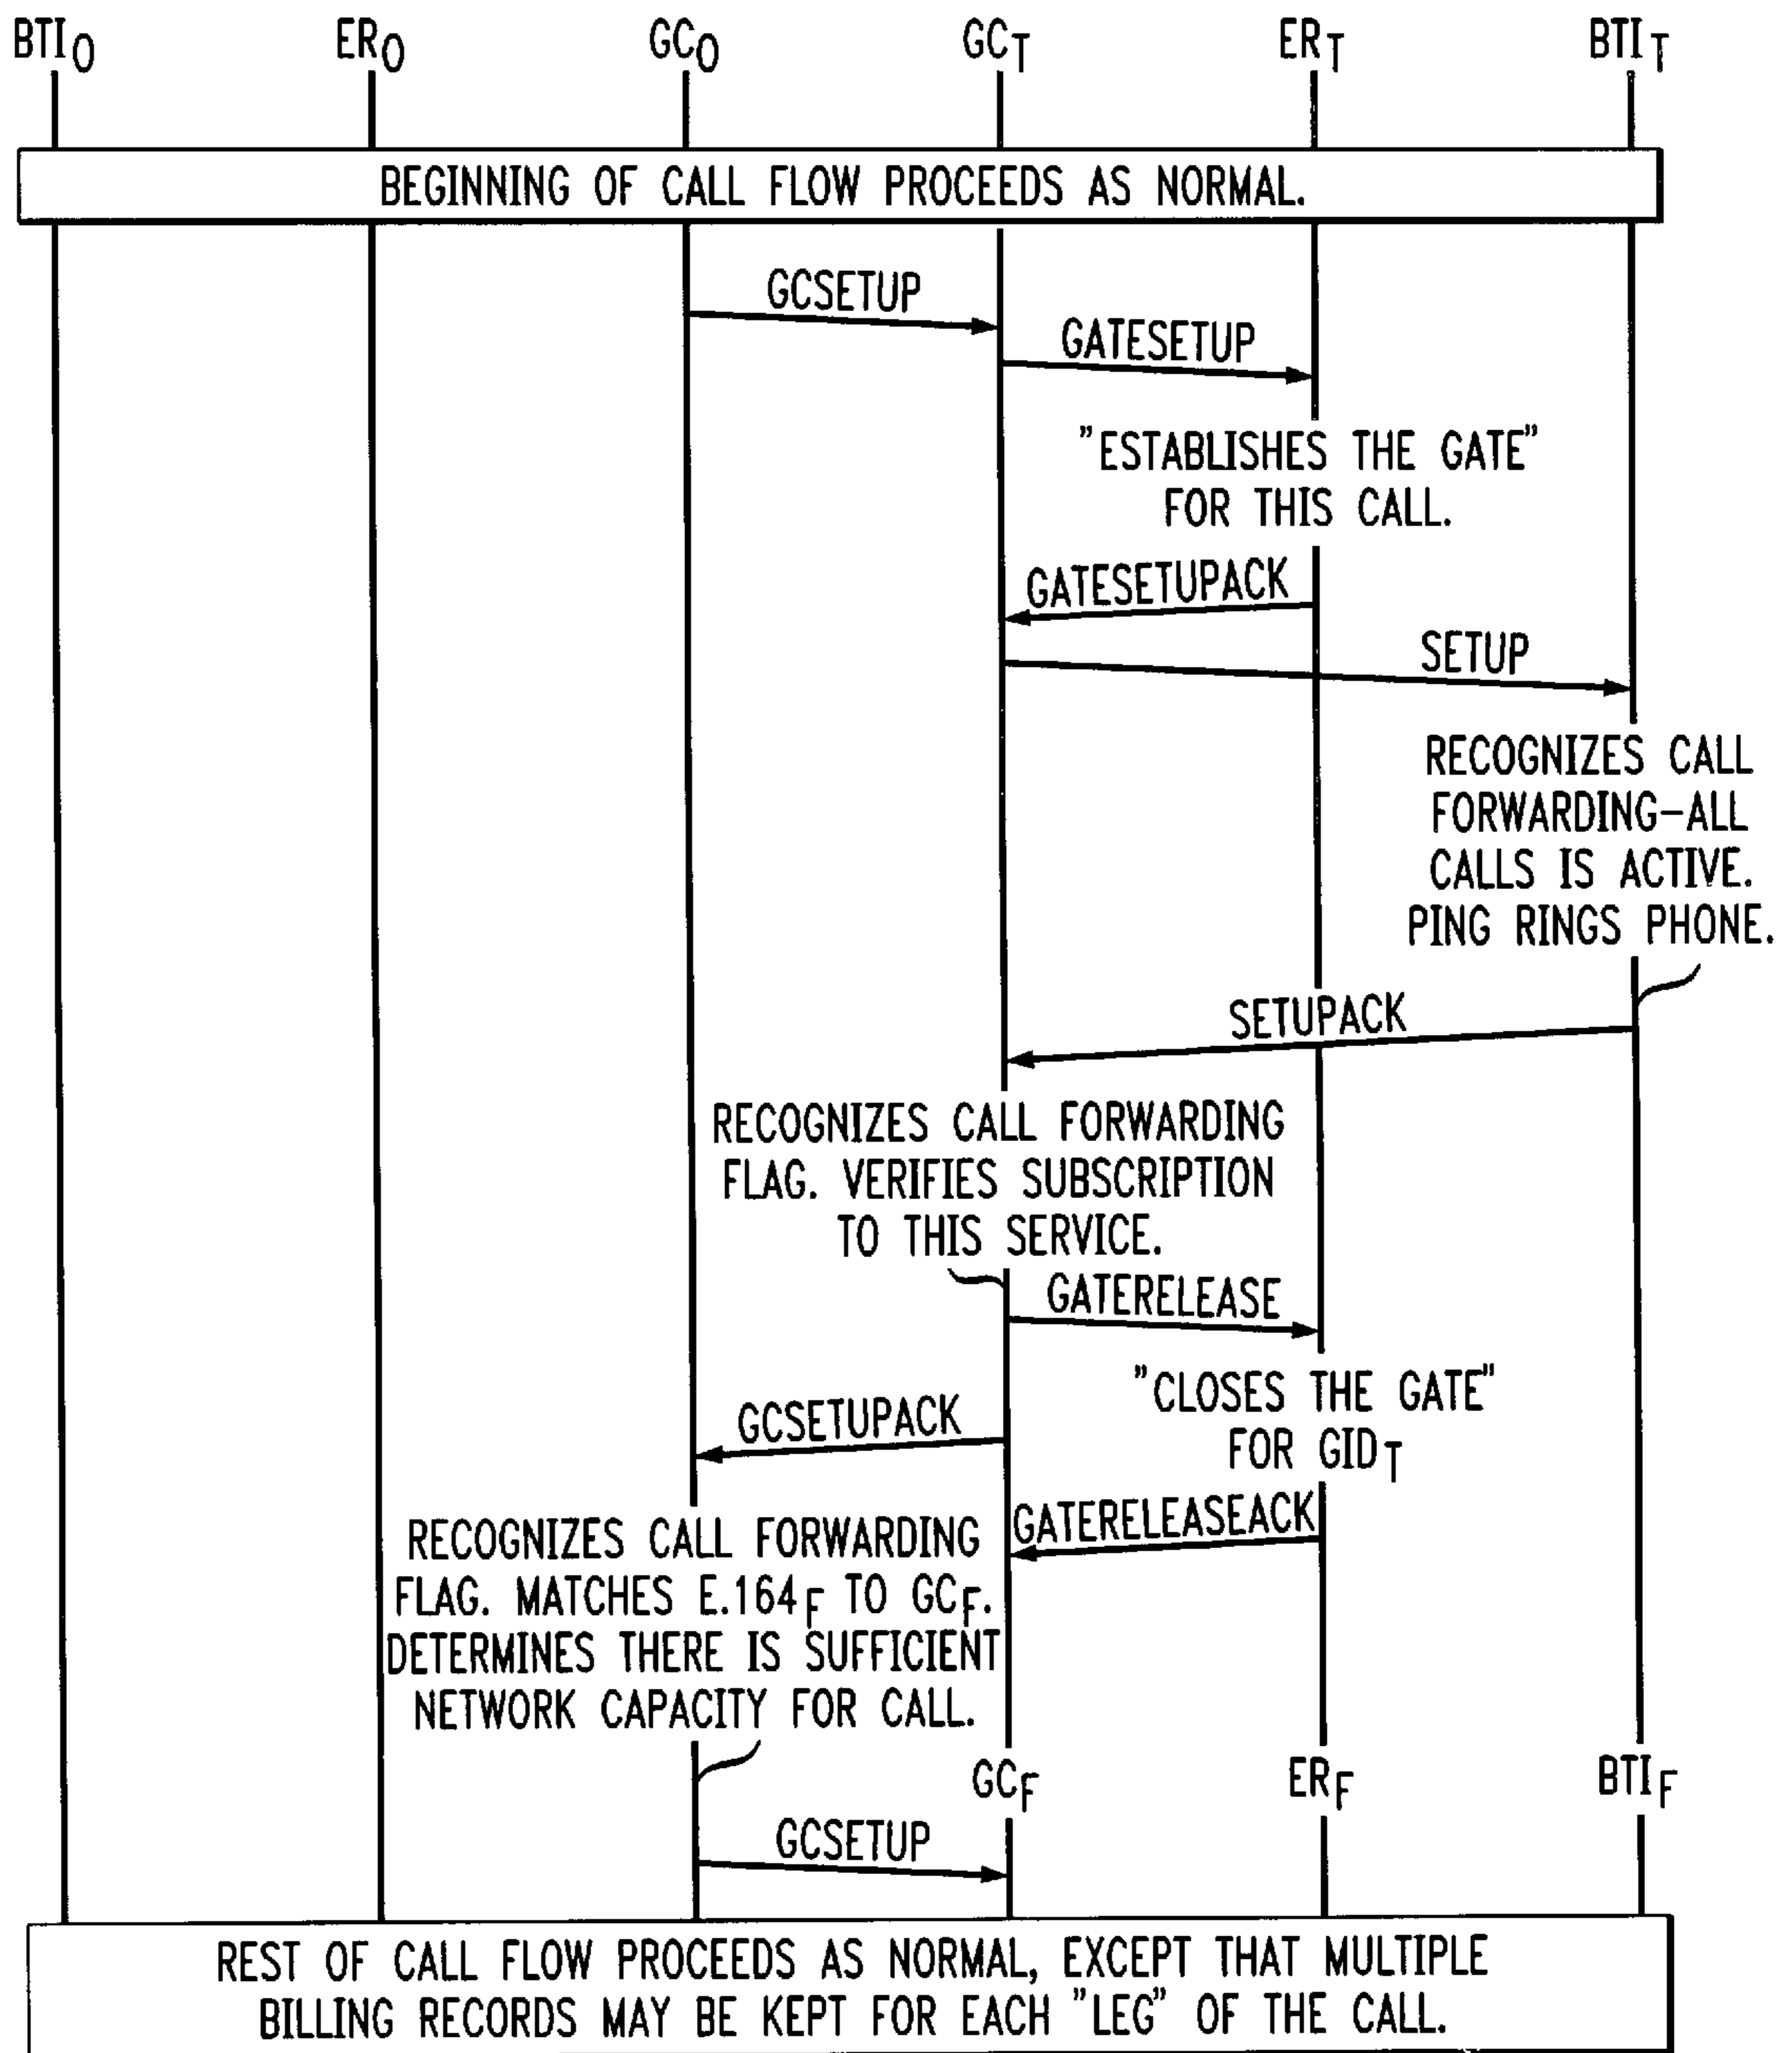 BTIO ERO GCO GCT ERT BTIT
BEGINNING OF CALL FLOW PROCEEDS AS NORMAL.
GCSETUP
GATESETUP
"ESTABLISHES THE GATE"
FOR THIS CALL.
GATESETUPACK
SETUP
RECOGNIZES CALL
FORWARDING-ALL
CALLS IS ACTIVE.
PING RINGS PHONE.
SETUPACK
RECOGNIZES CALL FORWARDING
FLAG. VERIFIES SUBSCRIPTION
TO THIS SERVICE.
GATERELEASE
"CLOSES THE GATE"
FOR GIDT
GCSETUPACK
GATERELEASEACK
RECOGNIZES CALL FORWARDING
FLAG. MATCHES E.164F TO GCF.
DETERMINES THERE IS SUFFICIENT
NETWORK CAPACITY FOR CALL.
GCF ERF BTIF
GCSETUP
REST OF CALL FLOW PROCEEDS AS NORMAL, EXCEPT THAT MULTIPLE
BILLING RECORDS MAY BE KEPT FOR EACH "LEG" OF THE CALL.